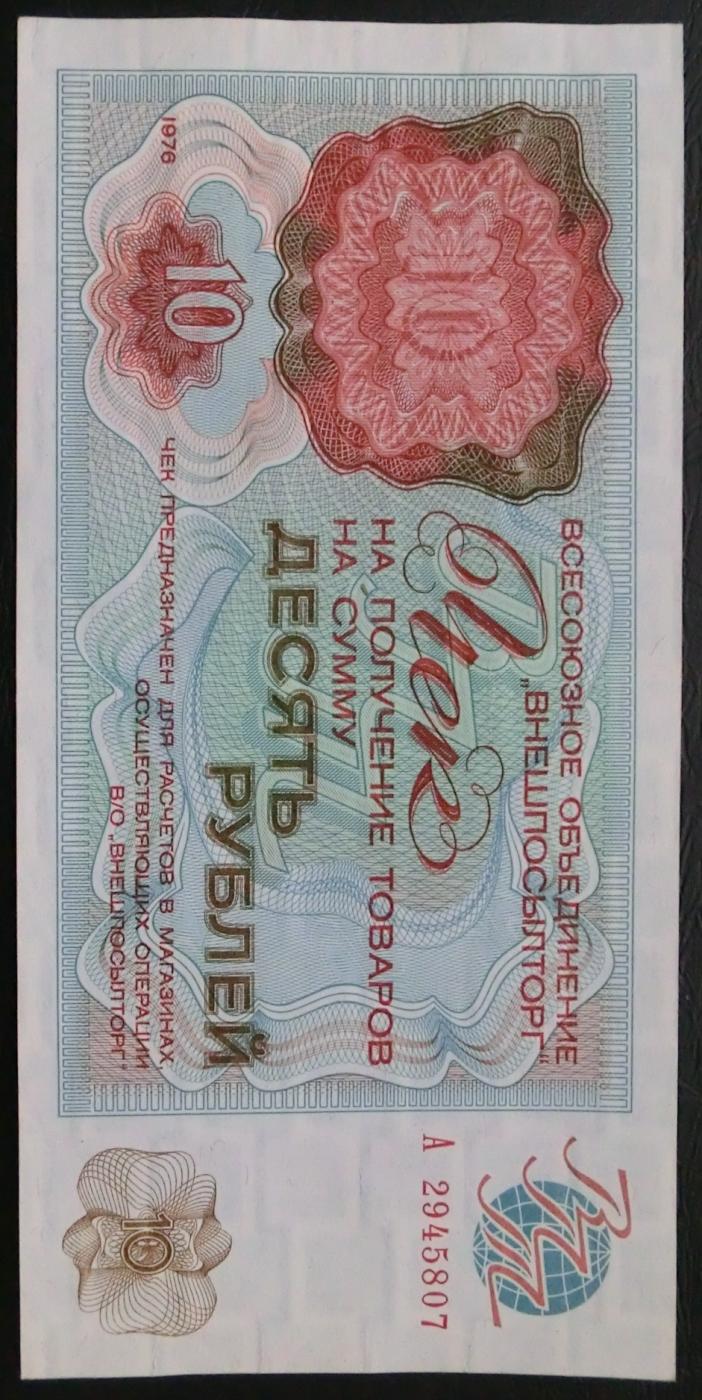 ВСЕСОЮЗНОЕ ОБЪЕДИНЕНИЕ
„ВНЕШПОСЫЛТОРГ“
Чек
НА ПОЛУЧЕНИЕ ТОВАРОВ
НА СУММУ
ДЕСЯТЬ
РУБЛЕЙ
ЧЕК ПРЕДНАЗНАЧЕН ДЛЯ РАСЧЕТОВ В МАГАЗИНАХ,
ОСУЩЕСТВЛЯЮЩИХ ОПЕРАЦИИ
В/О „ВНЕШПОСЫЛТОРГ“
10
10
1976
ВПТ
А 2945807
10